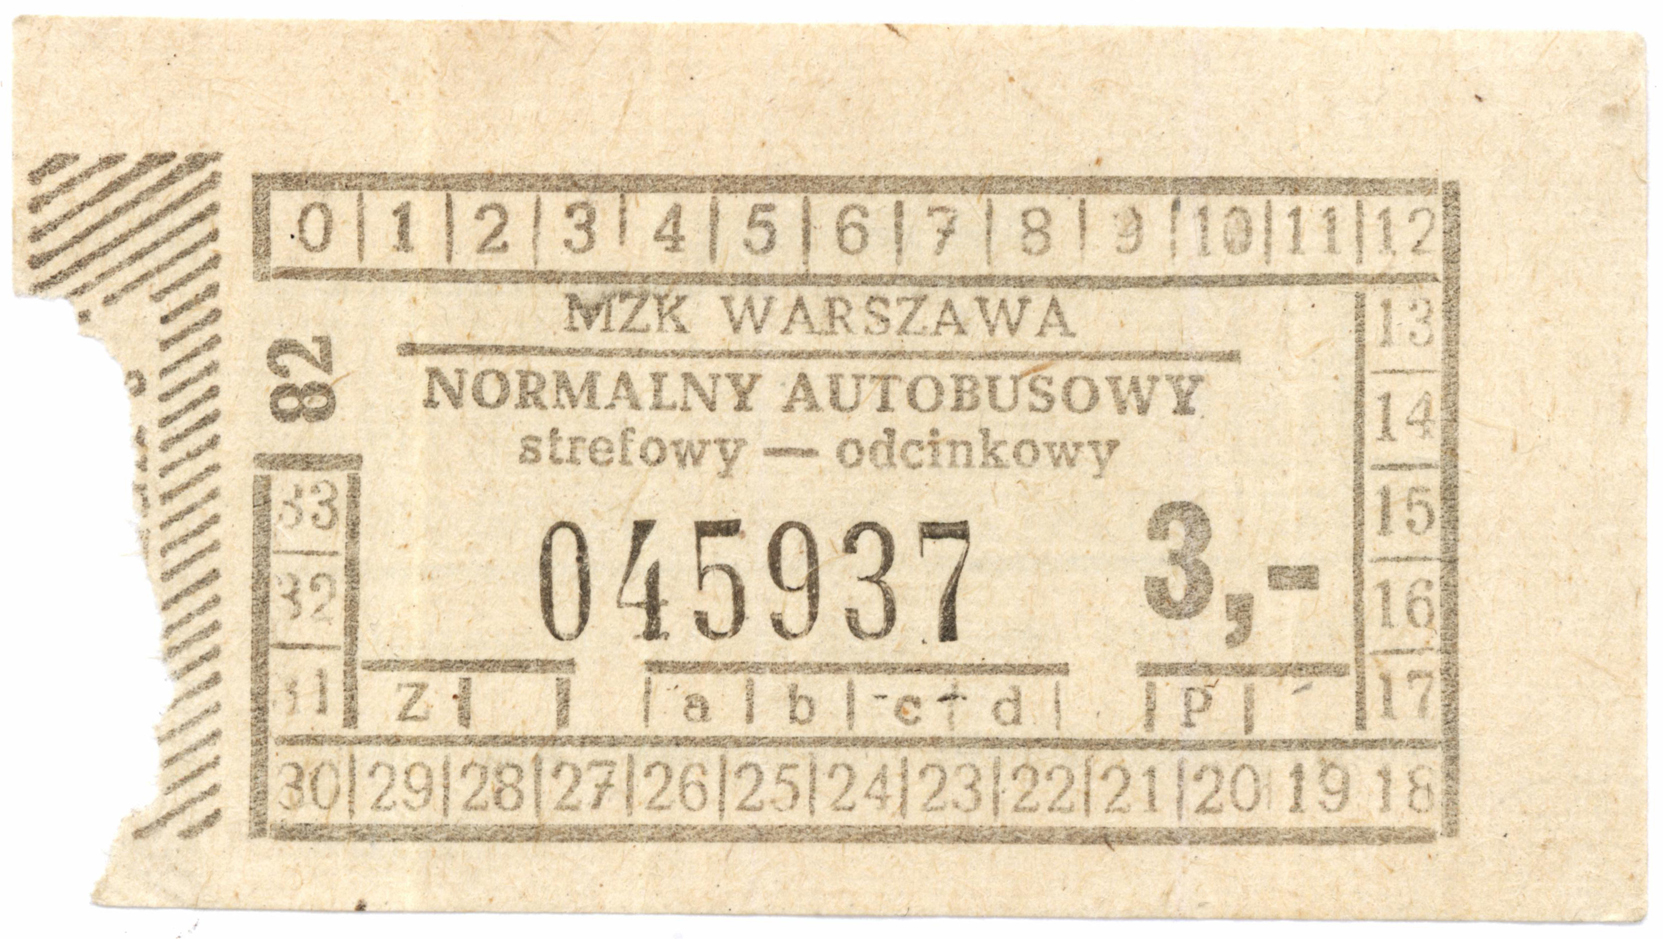 0 1 2 3 4 5 6 7 8 9 10 11 12
MZK WARSZAWA
13
82
NORMALNY AUTOBUSOWY
14
strefowy — odcinkowy
33
15
045937
3,-
32
16
31
Z a b c d P
17
30 29 28 27 26 25 24 23 22 21 20 19 18